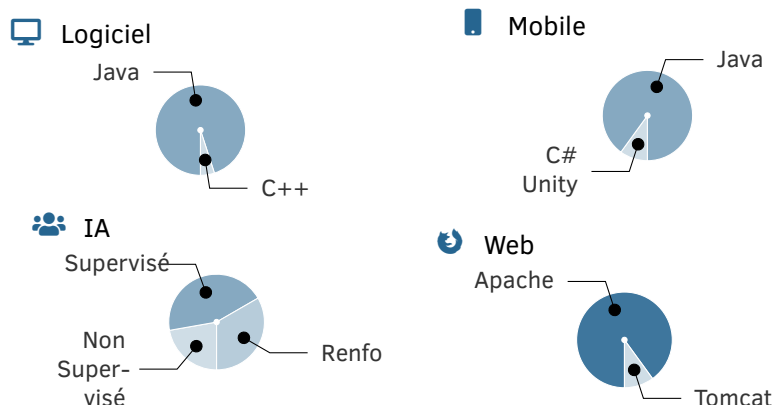 Logiciel
Java
C++
Mobile
Java
C#
Unity
IA
Supervisé
Non
Super-
visé
Renfo
Web
Apache
Tomcat